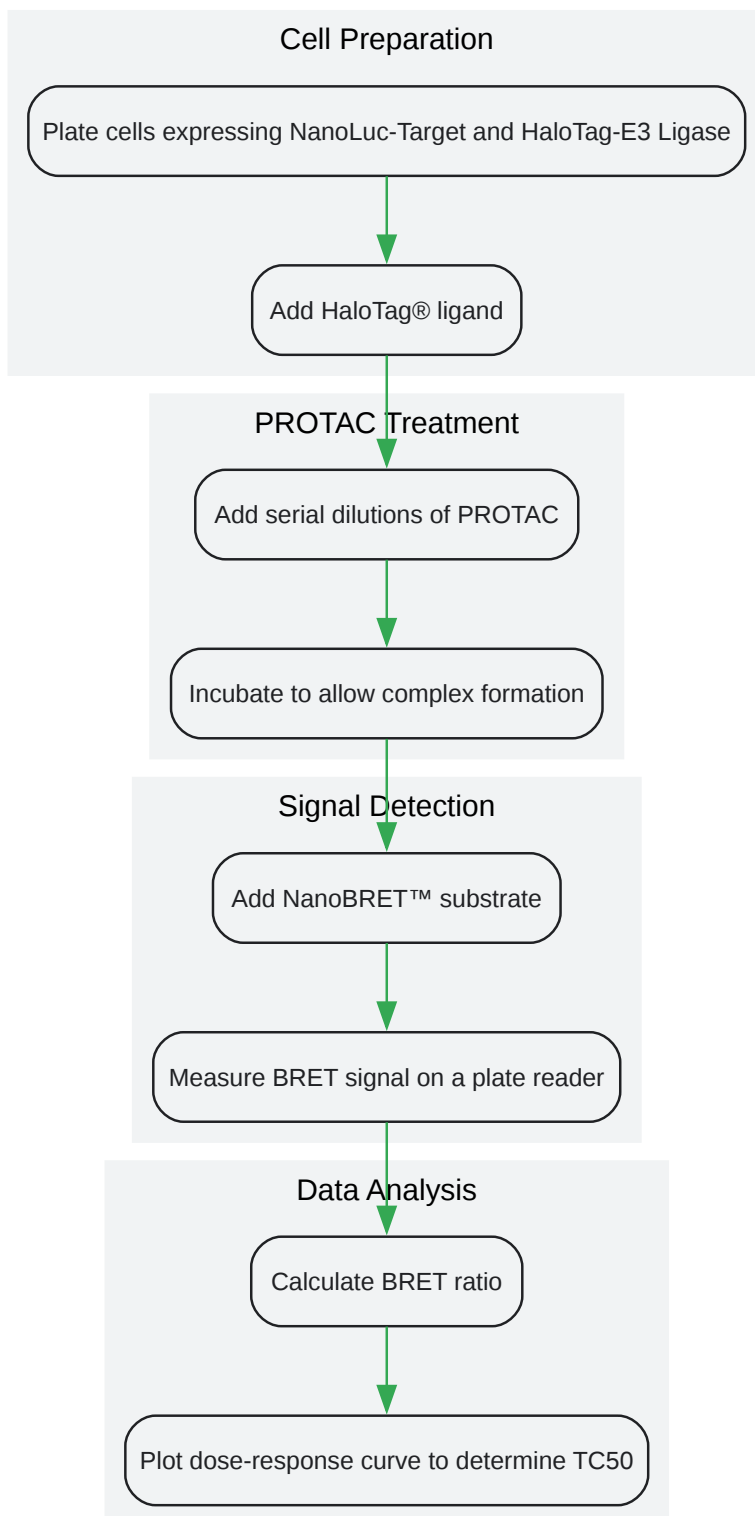 Cell Preparation
Plate cells expressing NanoLuc-Target and HaloTag-E3 Ligase
Add HaloTag® ligand
PROTAC Treatment
Add serial dilutions of PROTAC
Incubate to allow complex formation
Signal Detection
Add NanoBRET™ substrate
Measure BRET signal on a plate reader
Data Analysis
Calculate BRET ratio
Plot dose-response curve to determine TC50